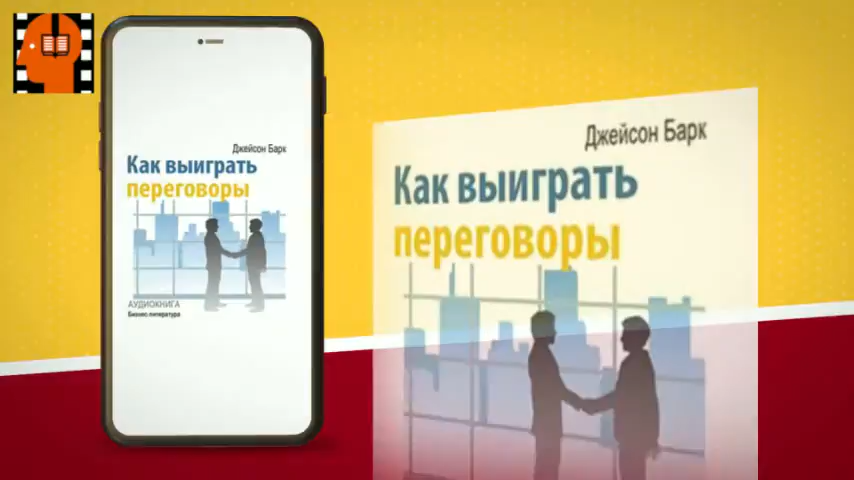 Джейсон Барк
Как выиграть
переговоры
АУДИОКНИГА
Бизнес литература
Джейсон Барк
Как выиграть
переговоры